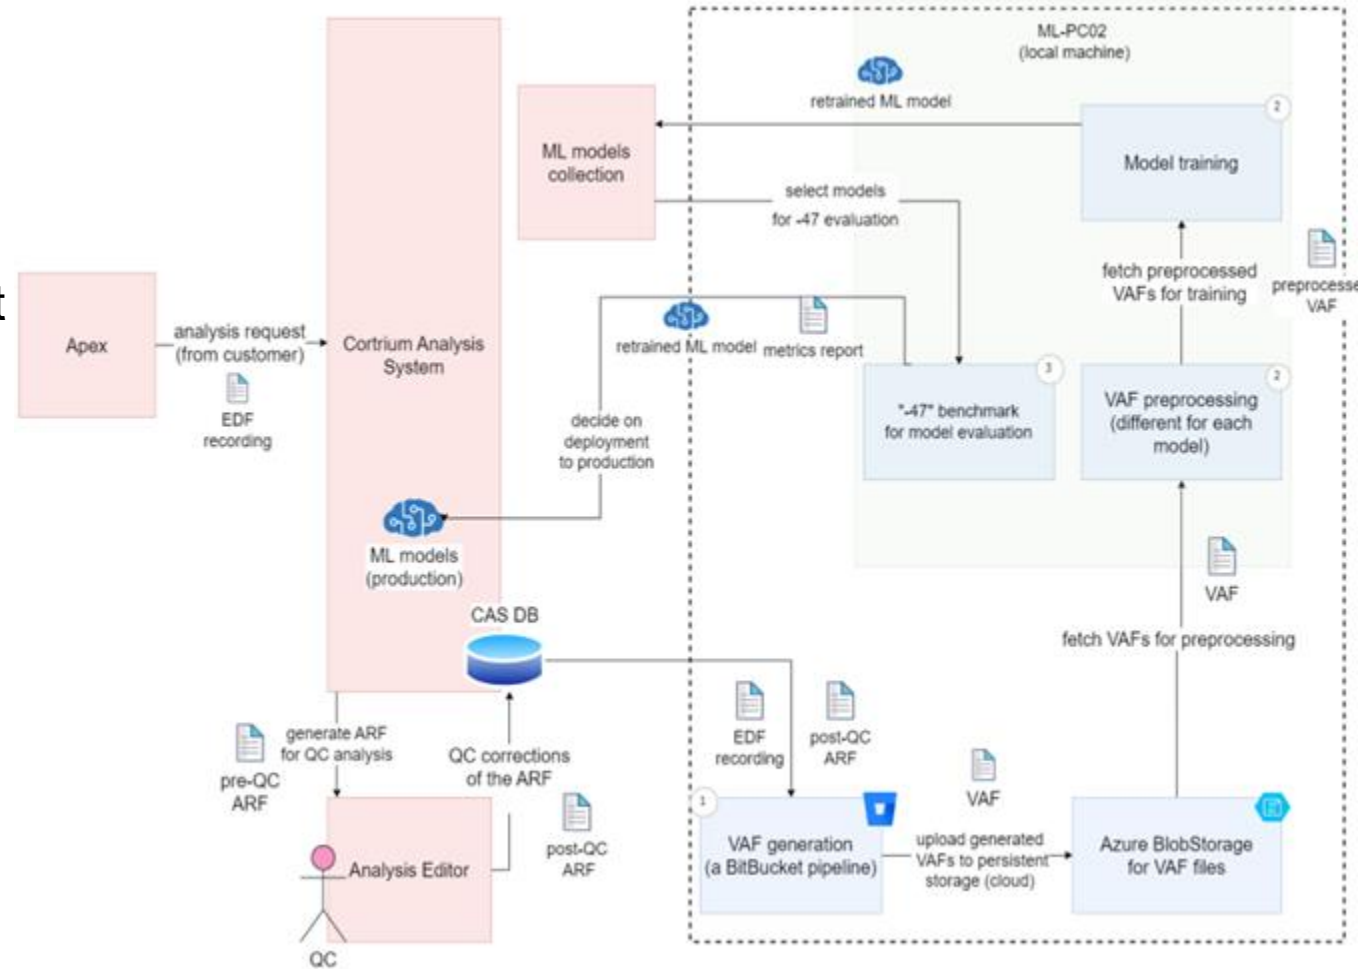 ML-PC02
(local machine)
retrained ML model
2
ML models
collection
Model training
select models
for -47 evaluation
t
Apex
analysis request
(from customer)
EDF
recording
Cortrium Analysis
System
fetch preprocessed
VAFs for training
preprocesse
VAF
retrained ML model
metrics report
3
"-47" benchmark
for model evaluation
2
VAF preprocessing
(different for each
model)
decide on
deployment
to production
ML models
(production)
CAS DB
VAF
fetch VAFs for preprocessing
pre-QC
ARF
generate ARF
for QC analysis
QC corrections
of the ARF
post-QC
ARF
EDF
recording
post-QC
ARF
VAF
1
VAF generation
(a BitBucket pipeline)
upload generated
VAFs to persistent
storage (cloud)
Azure BlobStorage
for VAF files
Analysis Editor
QC